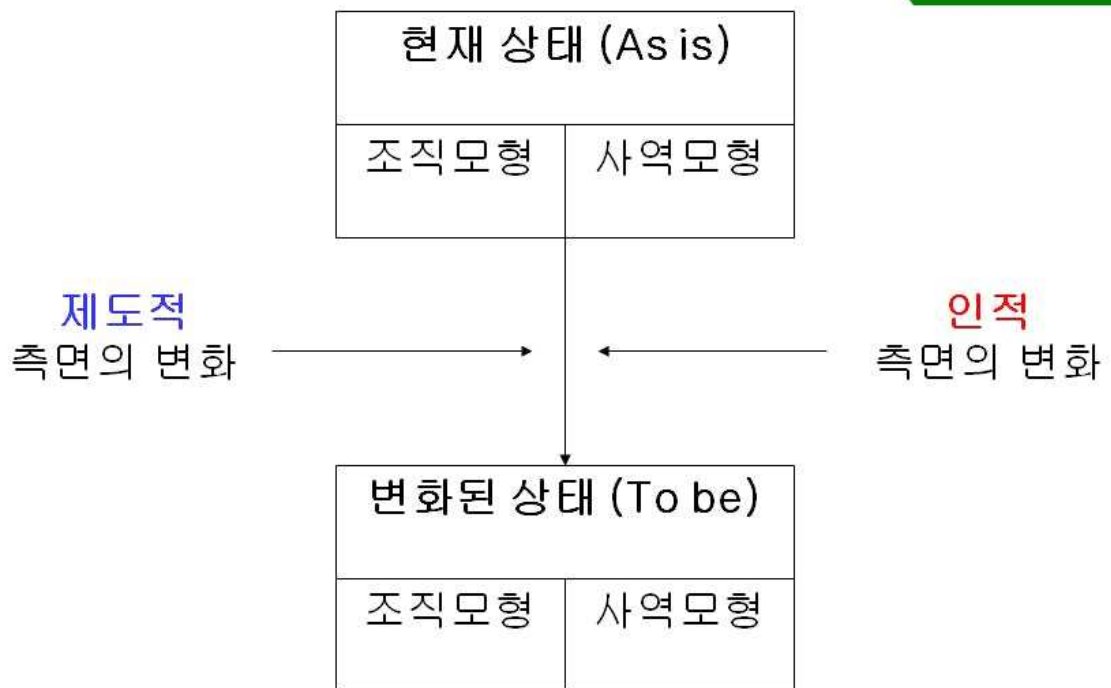 현재 상태 (As is)
조직모형 사역모형
제도적
측면의 변화
인적
측면의 변화
변화된 상태 (To be)
조직모형 사역모형